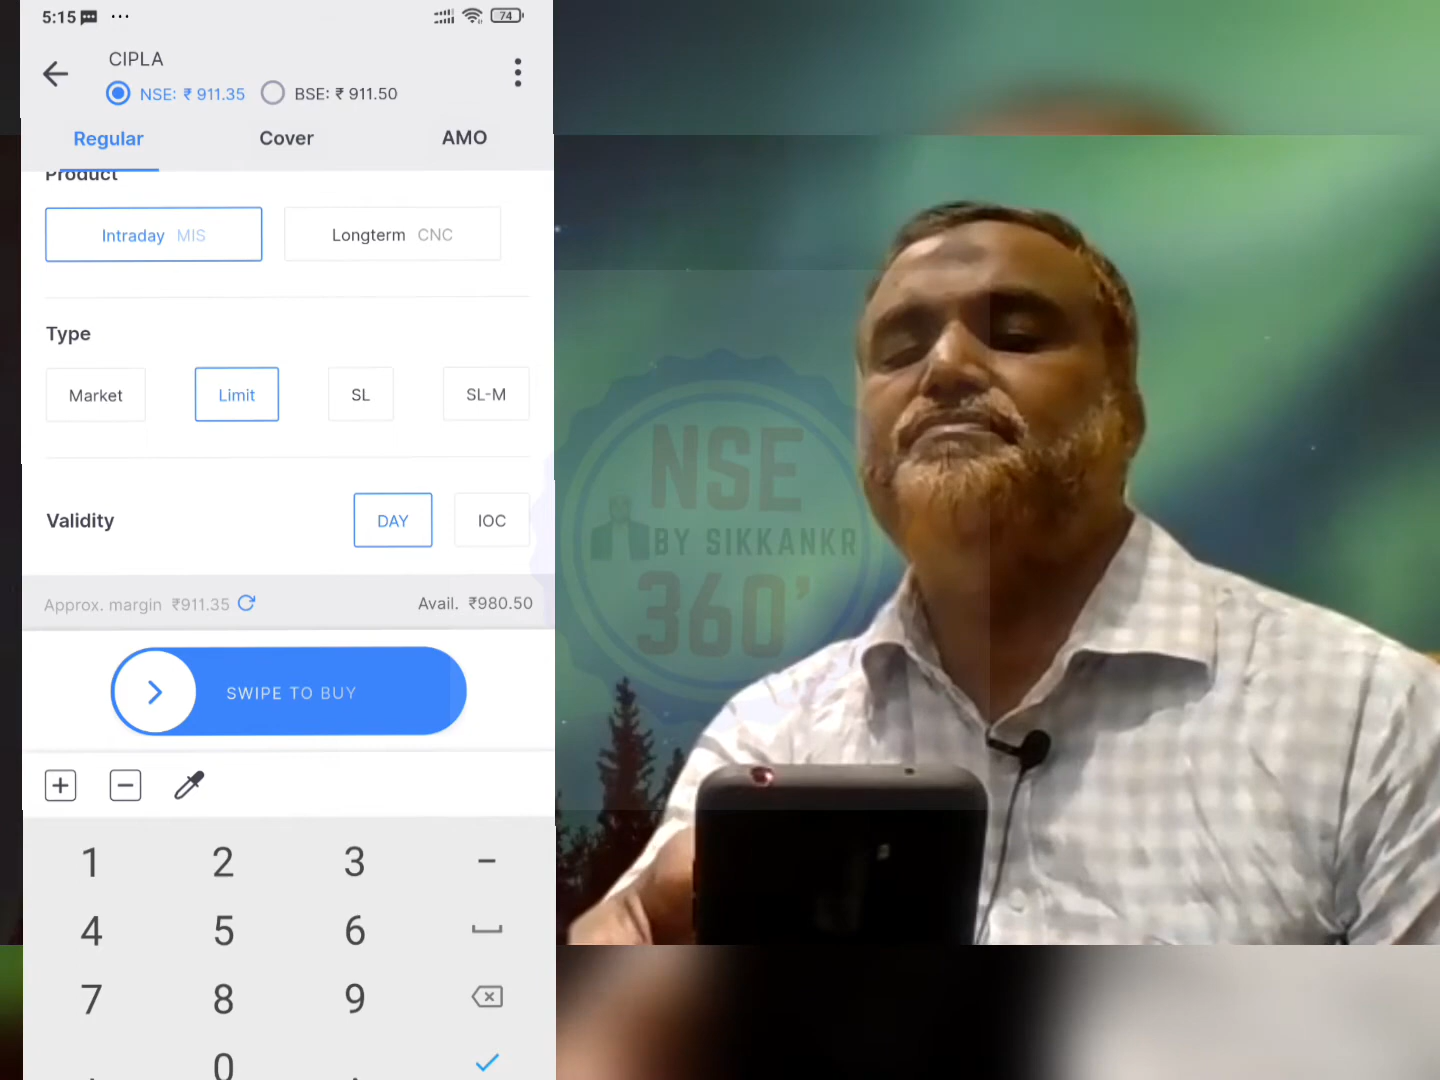 5:15
74
CIPLA
NSE: ₹ 911.35 BSE: ₹ 911.50
Regular Cover AMO
Product
Intraday MIS Longterm CNC
Type
Market Limit SL SL-M
Validity DAY IOC
Approx. margin ₹911.35 Avail. ₹980.50
SWIPE TO BUY
1 2 3 –
4 5 6
7 8 9
0
NSE
BY SIKKANKR
360'